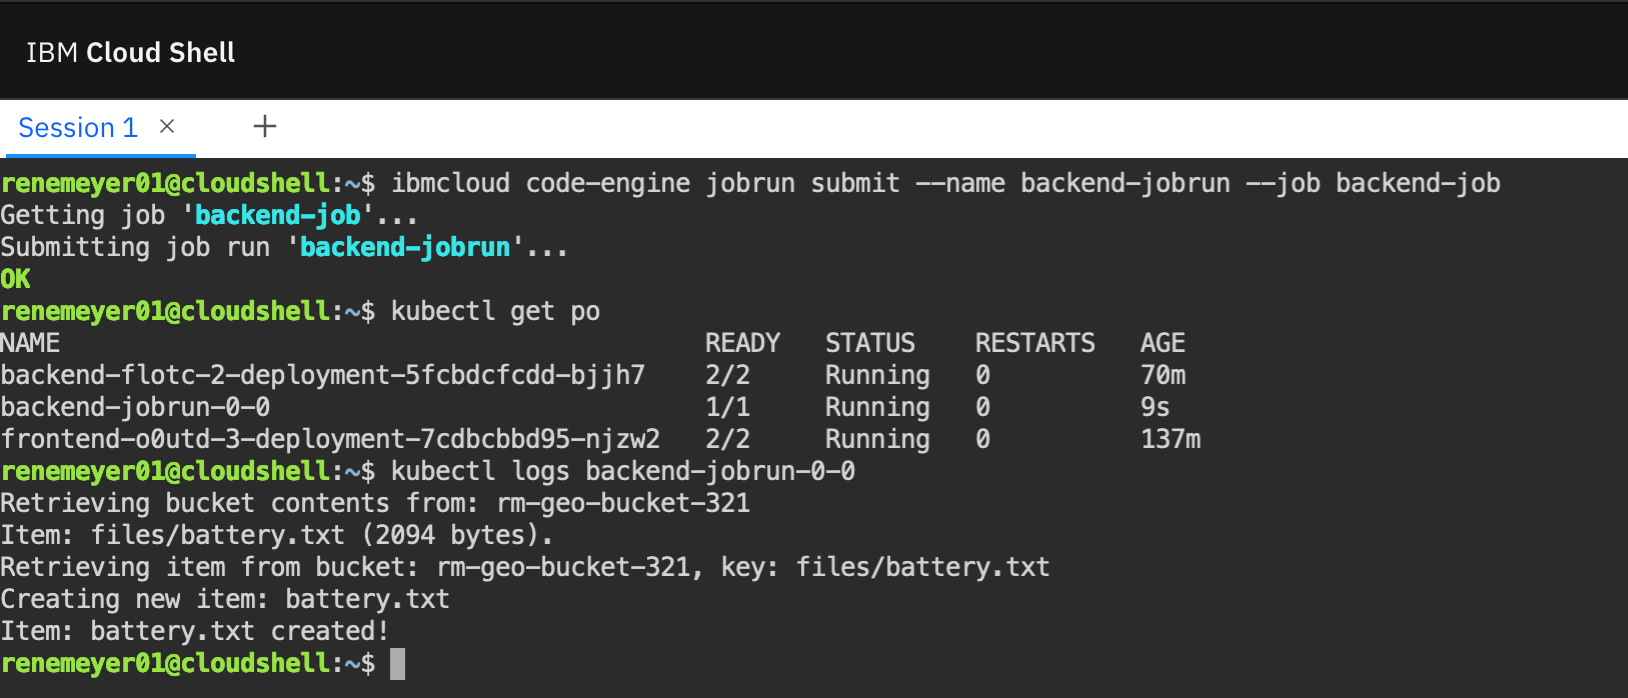 IBM Cloud Shell
Session 1 × +
renemeyer01@cloudshell:~$ ibmcloud code-engine jobrun submit --name backend-jobrun --job backend-job
Getting job 'backend-job'...
Submitting job run 'backend-jobrun'...
OK
renemeyer01@cloudshell:~$ kubectl get po
NAME READY STATUS RESTARTS AGE
backend-flotc-2-deployment-5fcbdcfcdd-bjjh7 2/2 Running 0 70m
backend-jobrun-0-0 1/1 Running 0 9s
frontend-o0utd-3-deployment-7cdbcbbd95-njzw2 2/2 Running 0 137m
renemeyer01@cloudshell:~$ kubectl logs backend-jobrun-0-0
Retrieving bucket contents from: rm-geo-bucket-321
Item: files/battery.txt (2094 bytes).
Retrieving item from bucket: rm-geo-bucket-321, key: files/battery.txt
Creating new item: battery.txt
Item: battery.txt created!
renemeyer01@cloudshell:~$